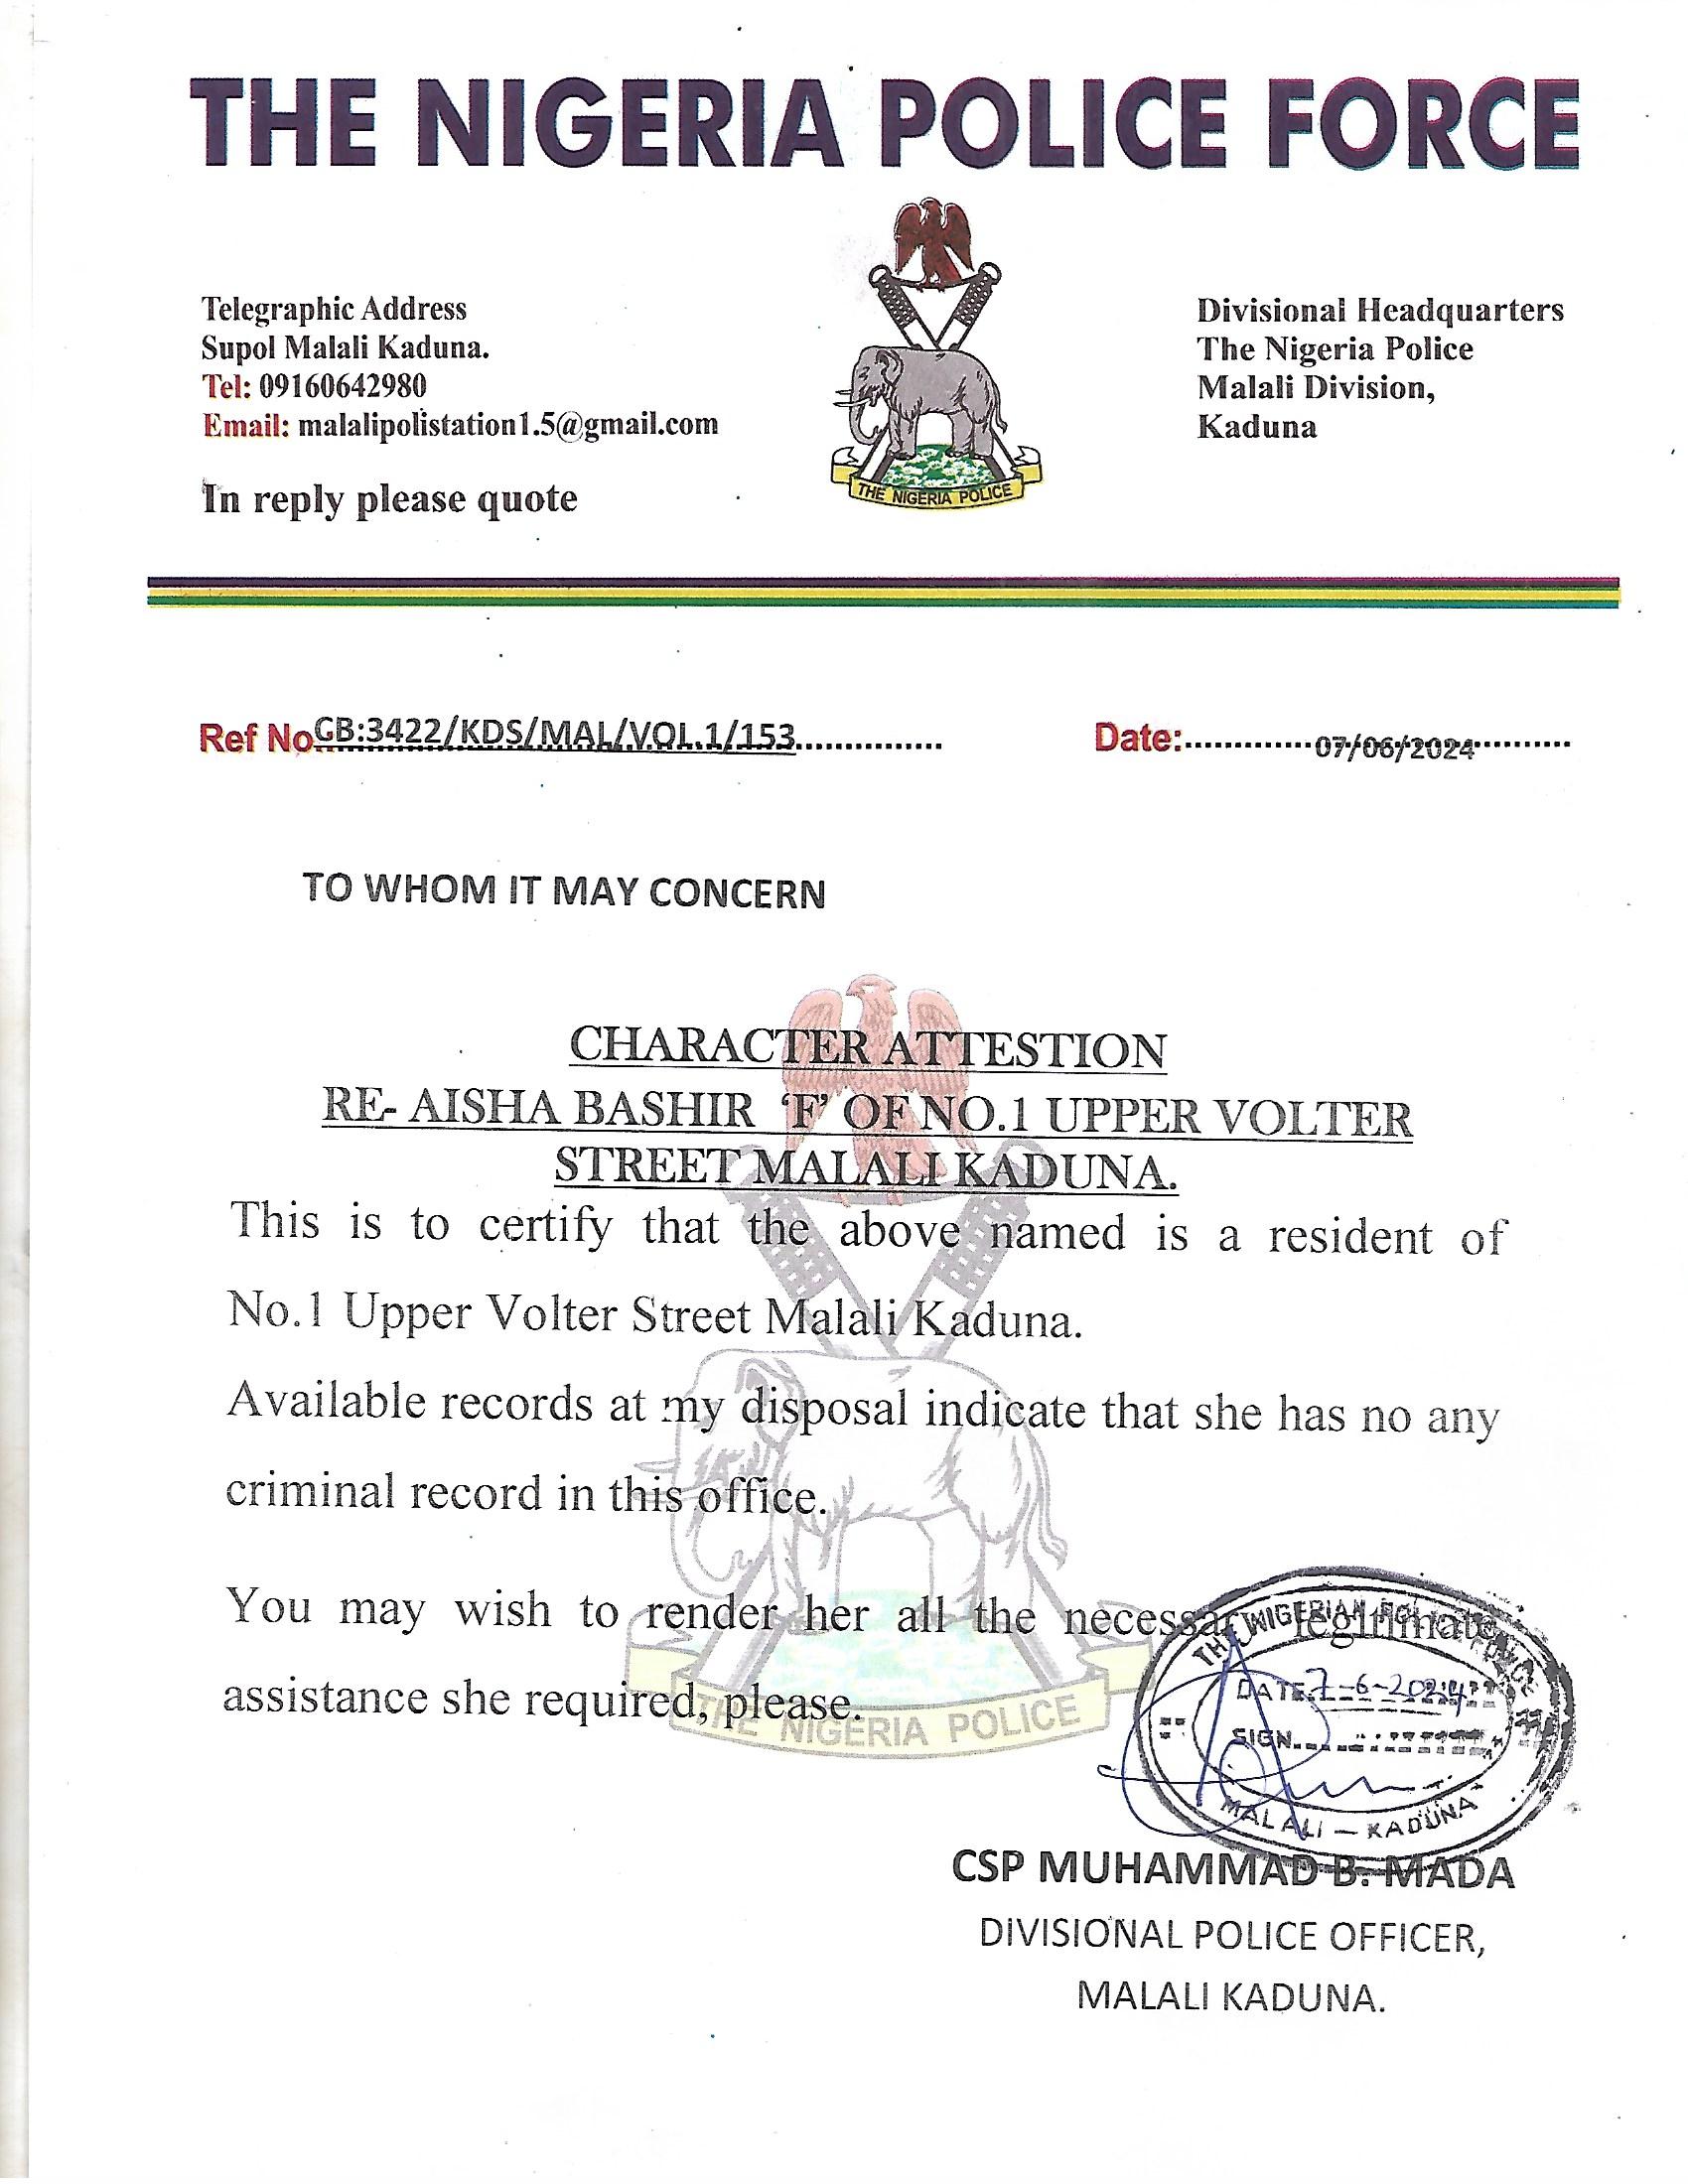 THE NIGERIA POLICE FORCE
Telegraphic Address
Supol Malali Kaduna.
Tel: 09160642980
Email: malalipolistation1.5@gmail.com
In reply please quote
THE NIGERIA POLICE
Divisional Headquarters
The Nigeria Police
Malali Division,
Kaduna
Ref No GB:3422/KDS/MAL/VOL.1/153...............
Date:.............07/06/2024..........
TO WHOM IT MAY CONCERN
CHARACTER ATTESTION
RE- AISHA BASHIR ‘F’ OF NO.1 UPPER VOLTER
STREET MALALI KADUNA.
This is to certify that the above named is a resident of
No.1 Upper Volter Street Malali Kaduna.
Available records at my disposal indicate that she has no any
criminal record in this office.
You may wish to render her all the necessary legitimate
assistance she required, please.
THE NIGERIA POLICE
THE NIGERIAN POLICE FORCE
DATE 7-6-2024
SIGN.
MALALI – KADUNA
CSP MUHAMMAD B. MADA
DIVISIONAL POLICE OFFICER,
MALALI KADUNA.